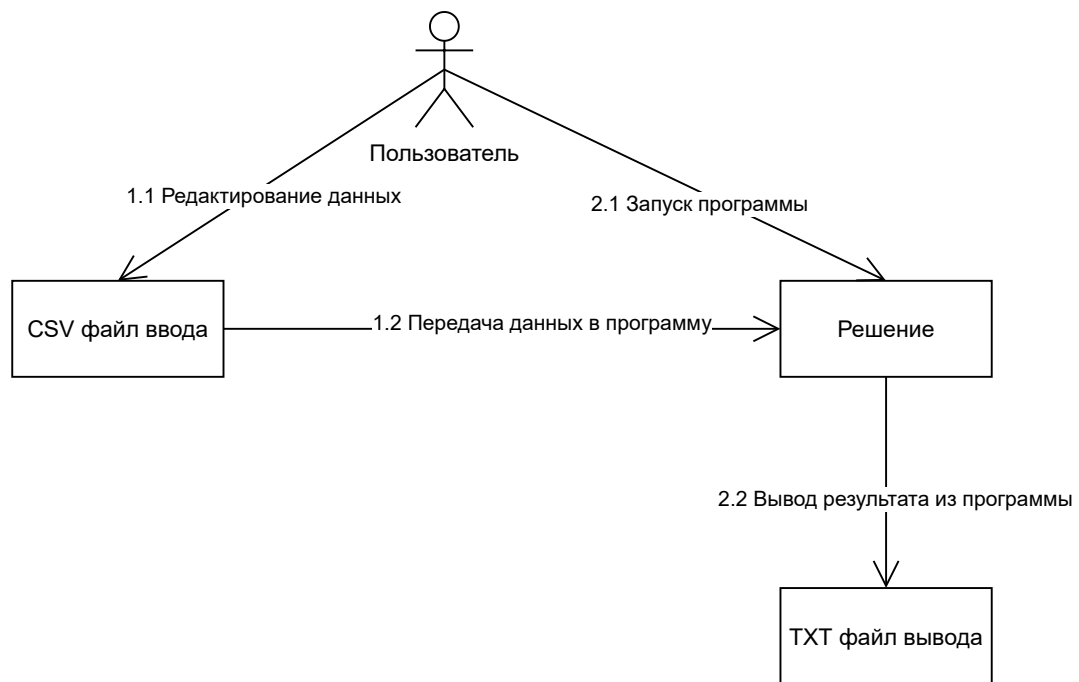 Пользователь
1.1 Редактирование данных
2.1 Запуск программы
CSV файл ввода
1.2 Передача данных в программу
Решение
2.2 Вывод результата из программы
TXT файл вывода